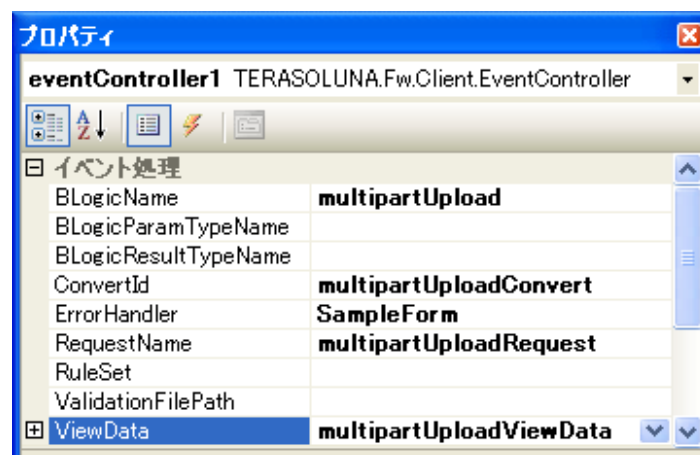 プロパティ
eventController1 TERASOLUNA.Fw.Client.EventController
イベント処理
BLogicName multipartUpload
BLogicParamTypeName
BLogicResultTypeName
ConvertId multipartUploadConvert
ErrorHandler SampleForm
RequestName multipartUploadRequest
RuleSet
ValidationFilePath
ViewData multipartUploadViewData